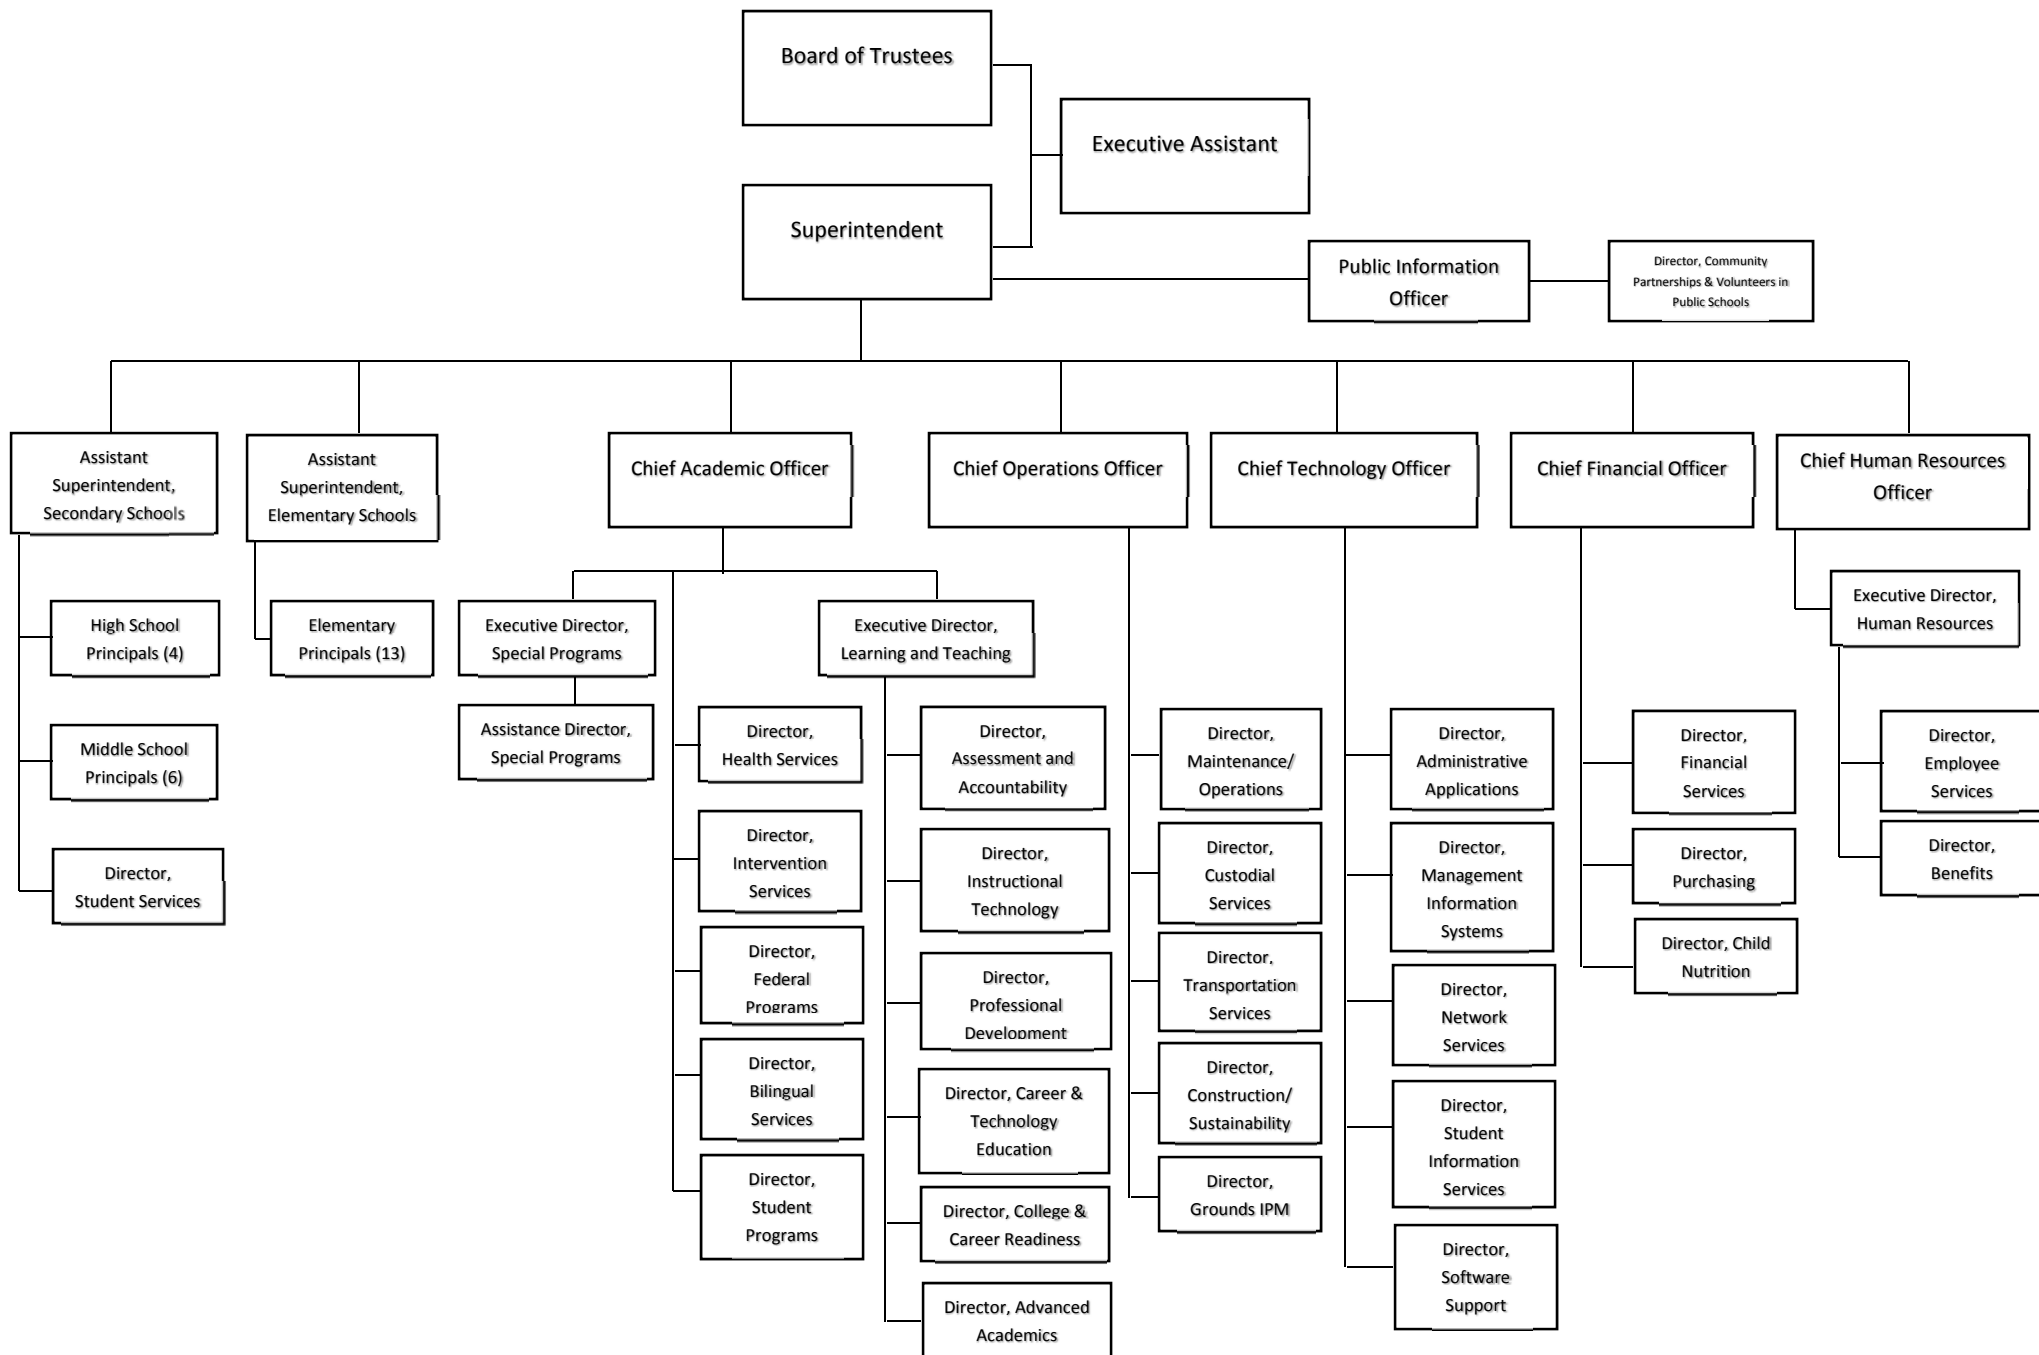 Board of Trustees
Executive Assistant
Superintendent
Public Information
Officer
Director, Community
Partnerships & Volunteers in
Public Schools
Assistant
Superintendent,
Secondary Schools
Assistant
Superintendent,
Elementary Schools
Chief Academic Officer
Chief Operations Officer
Chief Technology Officer
Chief Financial Officer
Chief Human Resources
Officer
High School
Principals (4)
Middle School
Principals (6)
Director,
Student Services
Elementary
Principals (13)
Executive Director,
Special Programs
Assistance Director,
Special Programs
Director,
Health Services
Director,
Intervention
Services
Director,
Federal
Programs
Director,
Bilingual
Services
Director,
Student
Programs
Executive Director,
Learning and Teaching
Director,
Assessment and
Accountability
Director,
Instructional
Technology
Director,
Professional
Development
Director, Career &
Technology
Education
Director, College &
Career Readiness
Director, Advanced
Academics
Director,
Maintenance/
Operations
Director,
Custodial
Services
Director,
Transportation
Services
Director,
Construction/
Sustainability
Director,
Grounds IPM
Director,
Administrative
Applications
Director,
Management
Information
Systems
Director,
Network
Services
Director,
Student
Information
Services
Director,
Software
Support
Director,
Financial
Services
Director,
Purchasing
Director, Child
Nutrition
Executive Director,
Human Resources
Director,
Employee
Services
Director,
Benefits